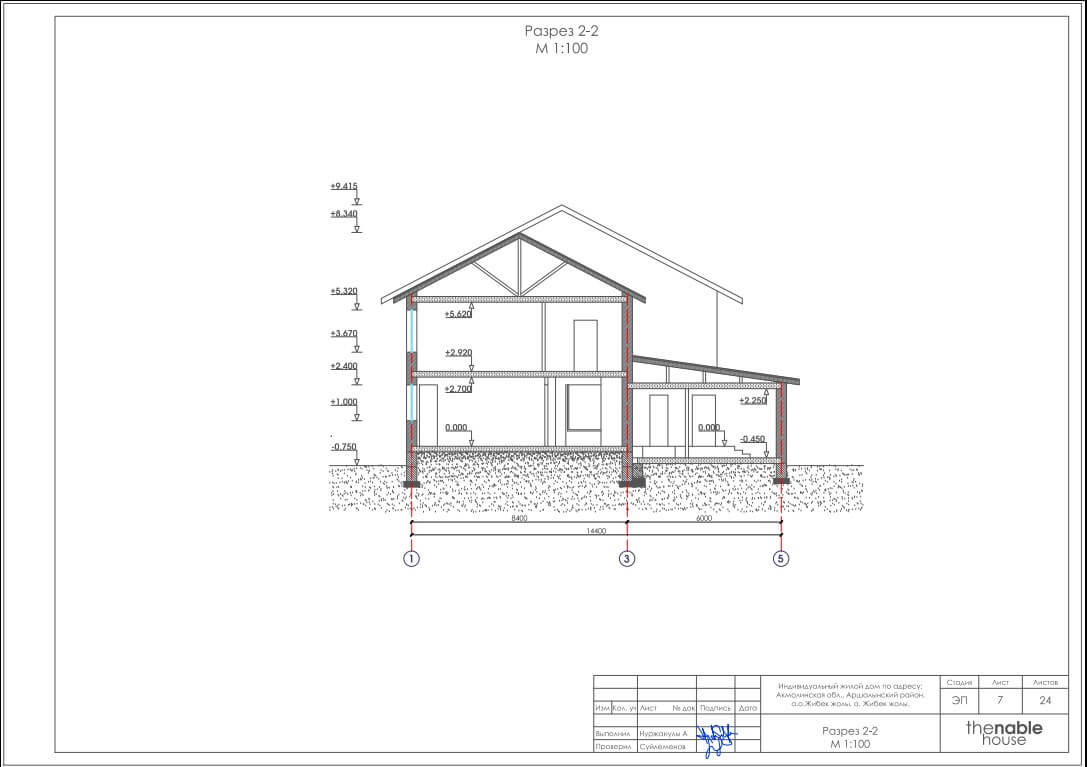 Разрез 2-2
М 1:100
+9.415
+8.340
+5.320
+5.620
+3.670
+2.920
+2.400
+2.700
+1.000
+2.250
0.000
0.000
-0.450
-0.750
8400
6000
14400
1
3
5
Изм
Кол. уч
Лист
№ док
Подпись
Дата
Выполнил
Нуржакулы А
Проверил
Сүйлеменов
Индивидуальный жилой дом по адресу:
Акмолинская обл., Аршалынский район,
а.о.Жибек жолы, а. Жибек жолы.
Разрез 2-2
М 1:100
Стадия
Лист
Листов
ЭП
7
24
thenable
house